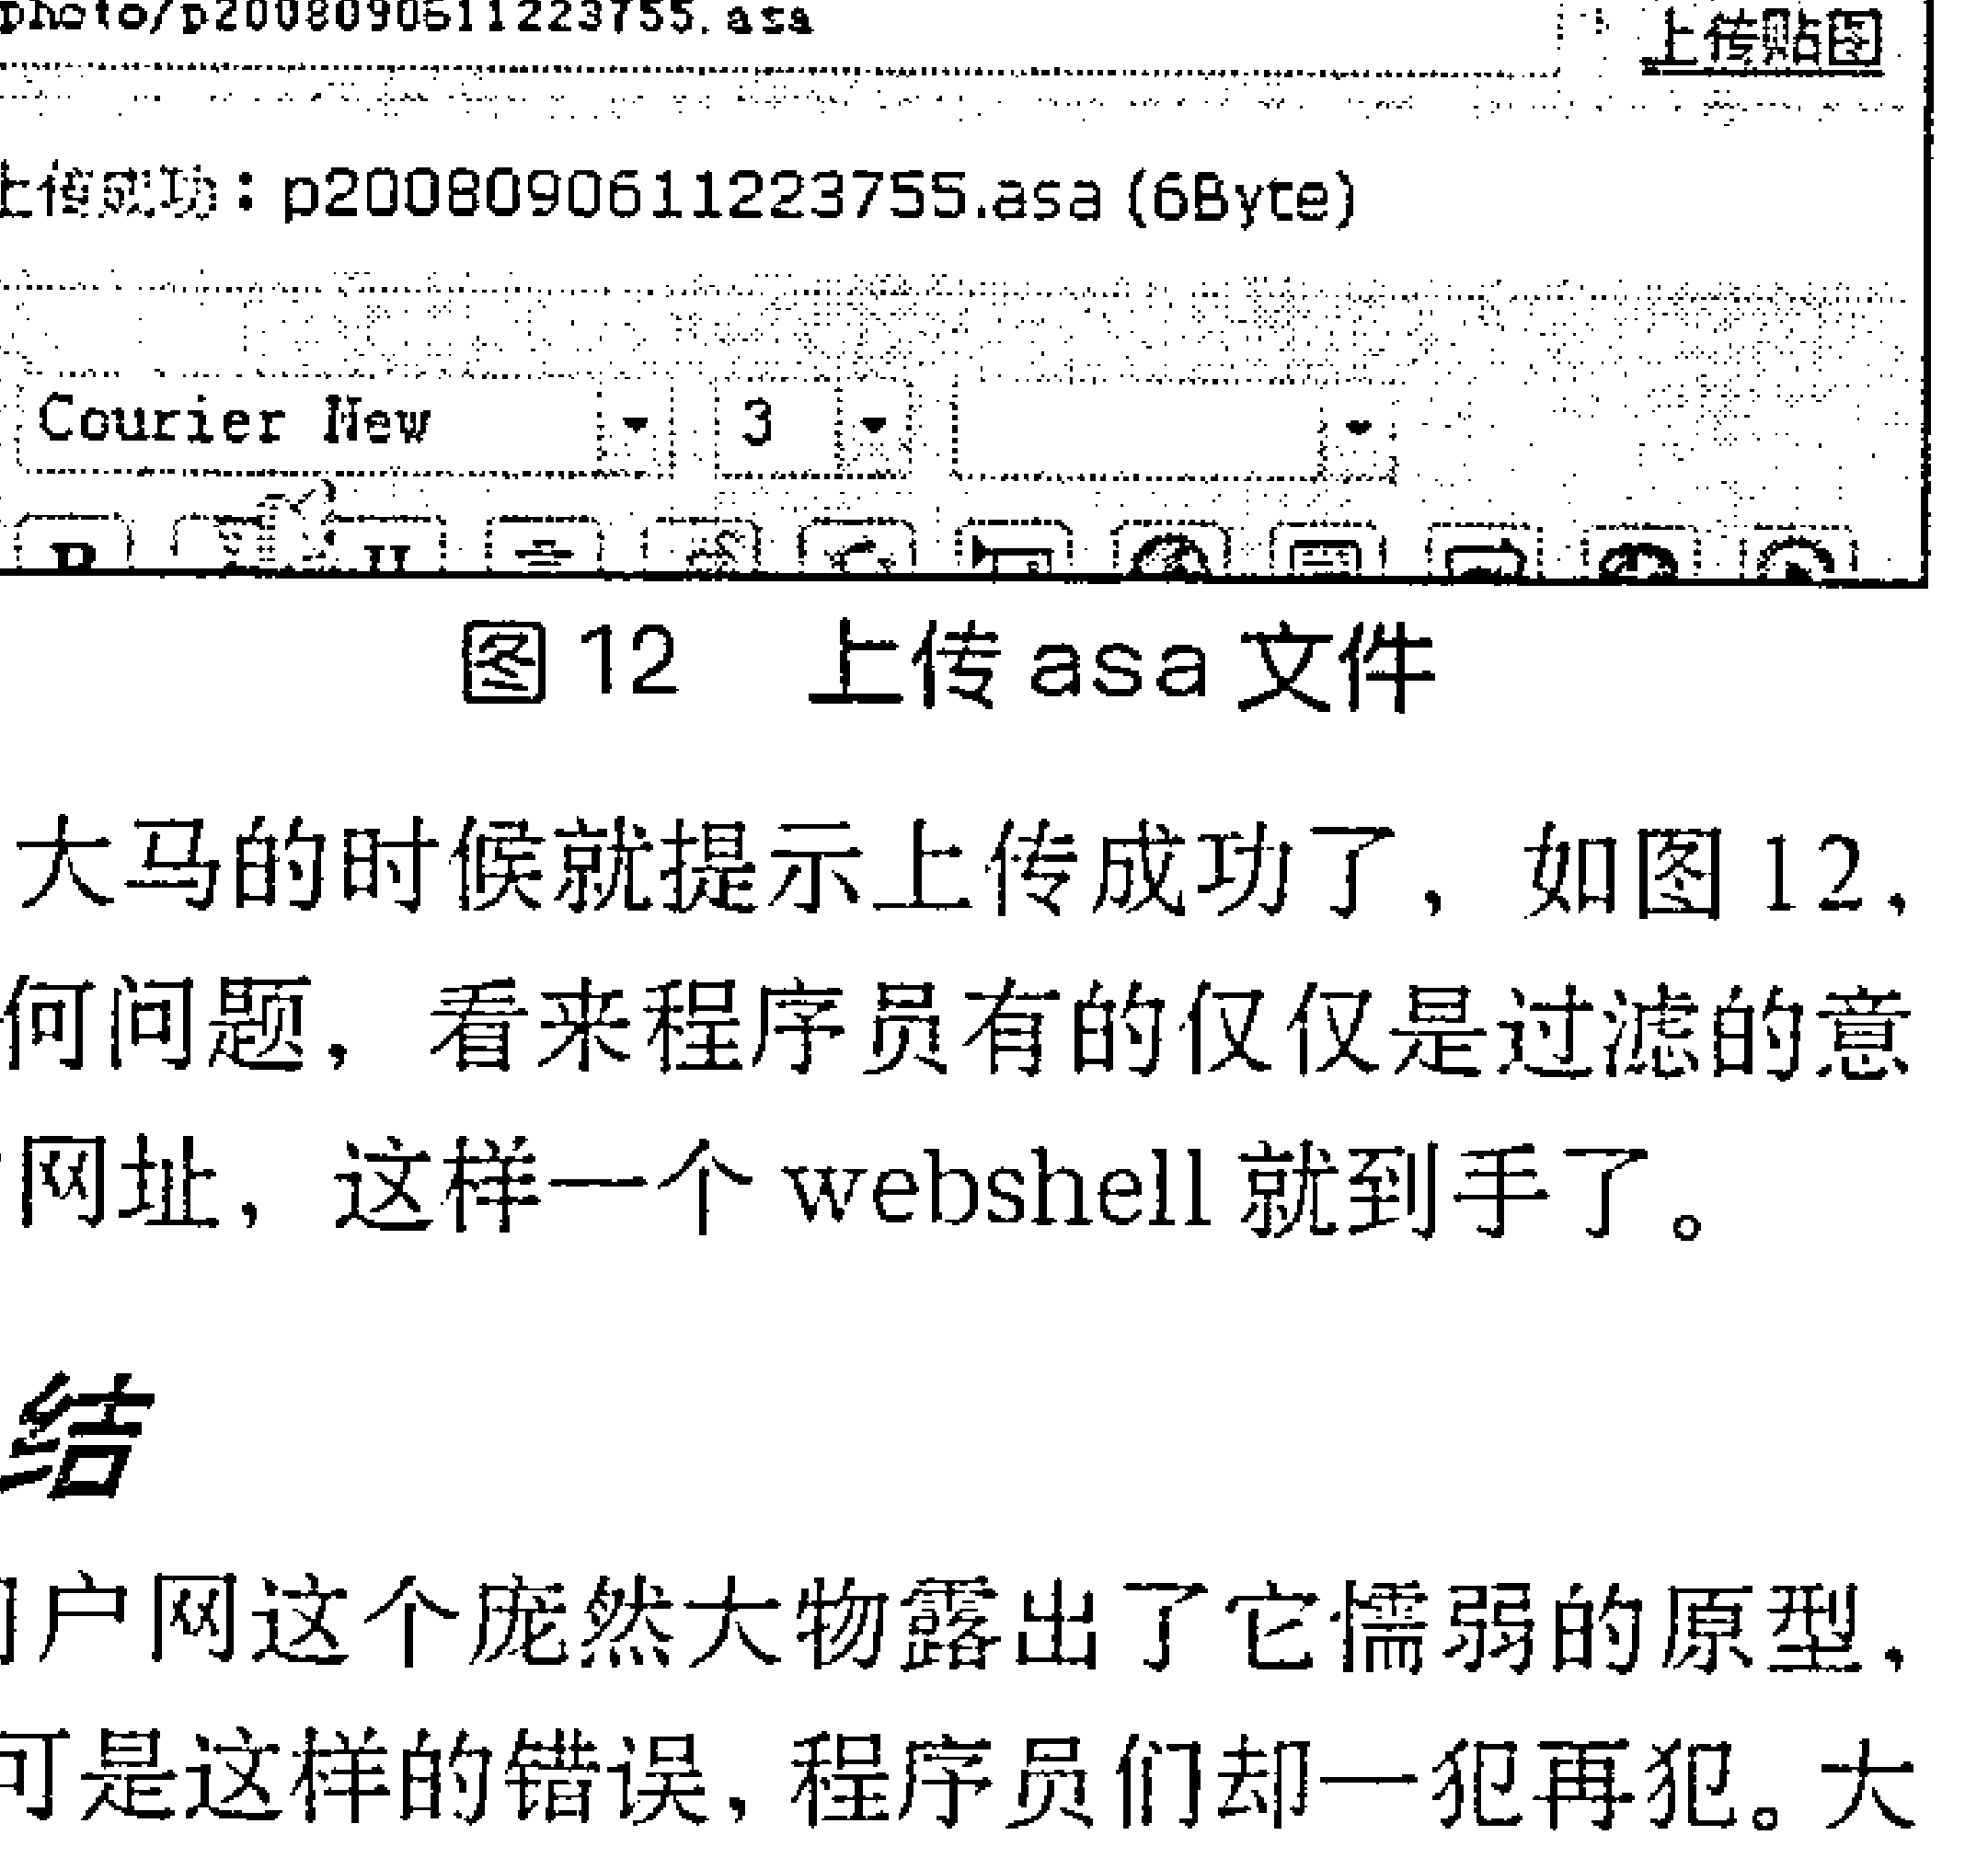 photo/p2008090611223755.asa
上传贴图
上传成功：p2008090611223755.asa (6Byte)
Courier New 3
图 12 上传 asa 文件
大马的时候就提示上传成功了，如图 12，
何问题，看来程序员有的仅仅是过滤的意
网址，这样一个 webshell 就到手了。
结
户网这个庞然大物露出了它懦弱的原型，
可是这样的错误，程序员们却一犯再犯。大